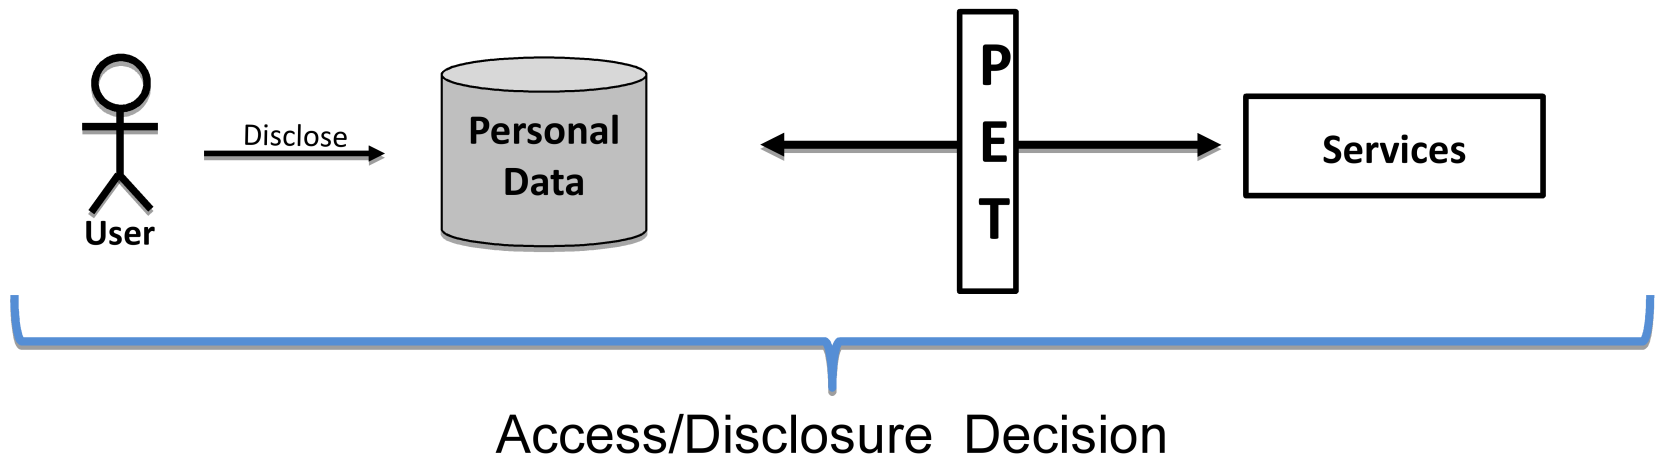 User
Disclose
Personal
Data
P
E
T
Services
Access/Disclosure Decision